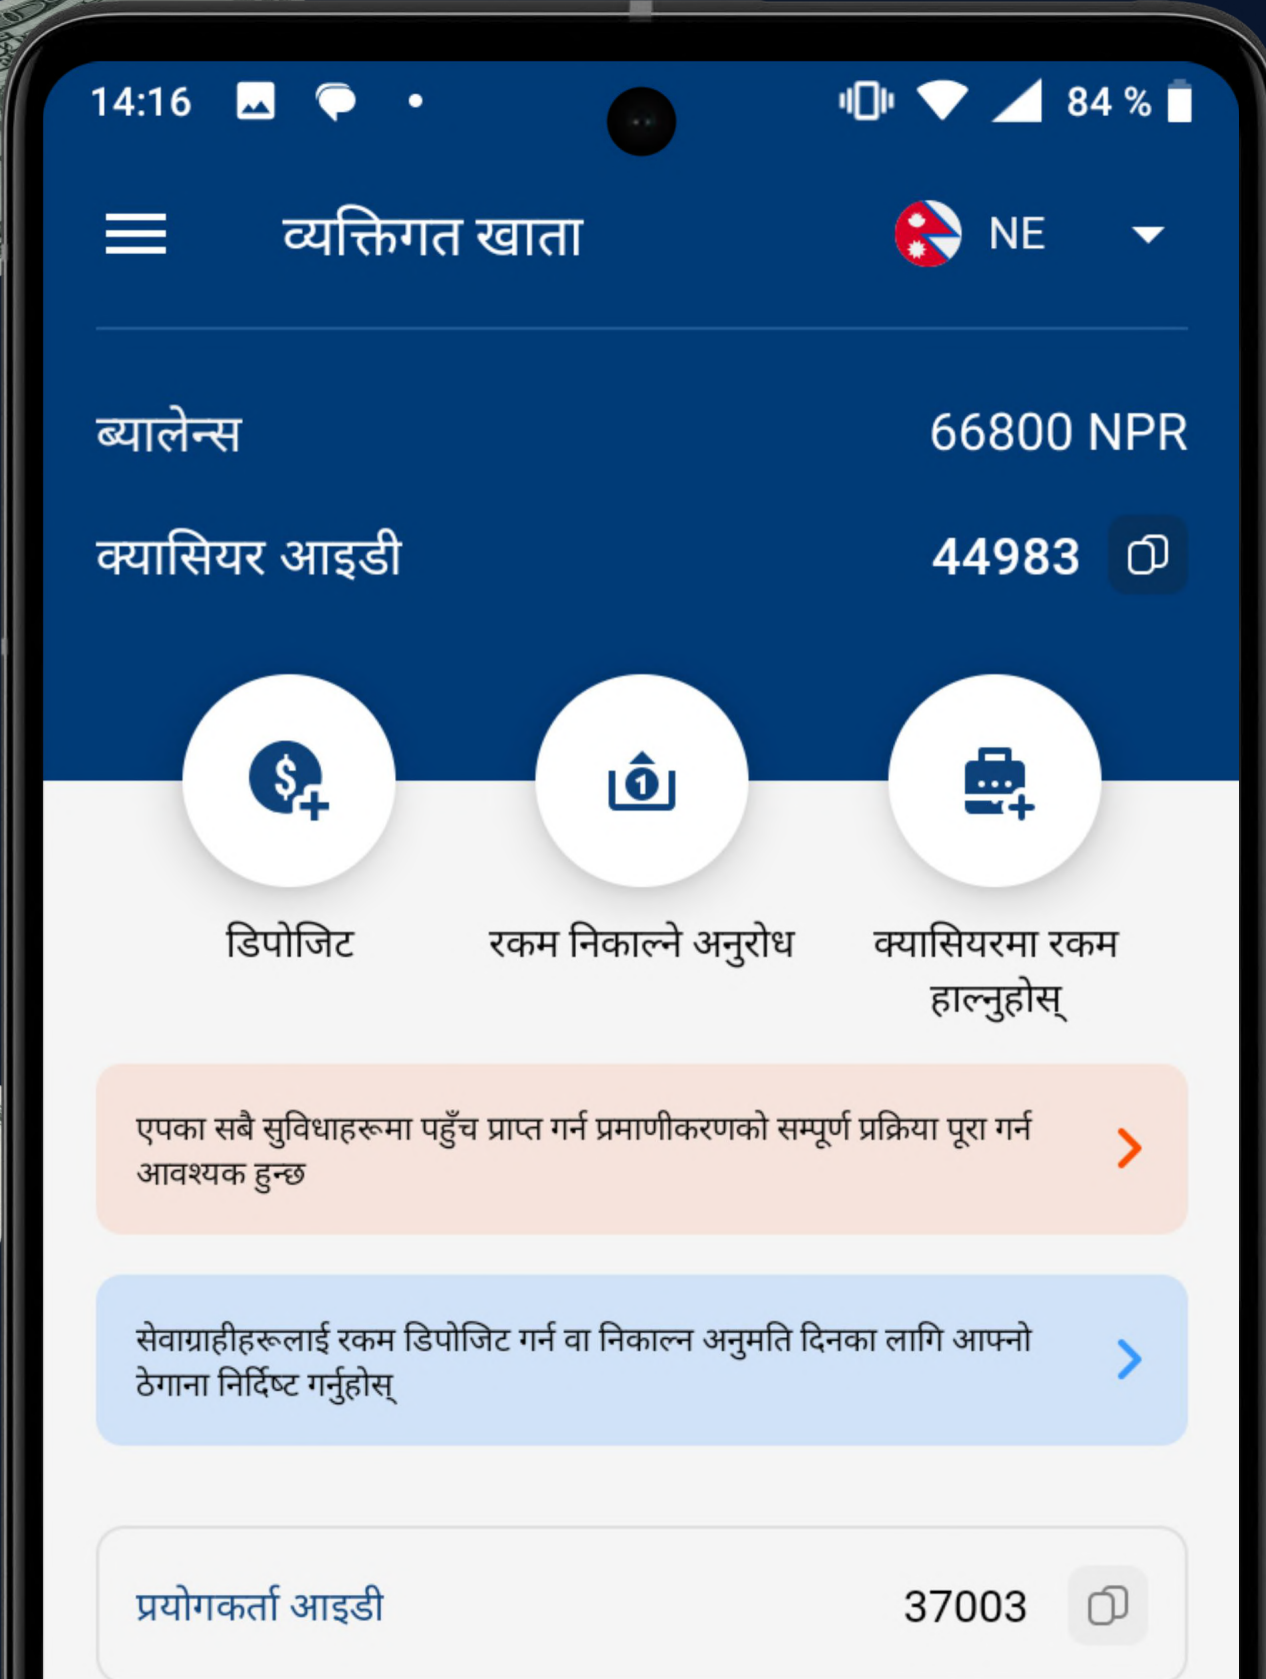 14:16
84 %
व्यक्तिगत खाता
NE
ब्यालेन्स
66800 NPR
क्यासियर आइडी
44983
डिपोजिट
रकम निकाल्ने अनुरोध
क्यासियरमा रकम
हाल्नुहोस्
एपका सबै सुविधाहरूमा पहुँच प्राप्त गर्न प्रमाणीकरणको सम्पूर्ण प्रक्रिया पूरा गर्न
आवश्यक हुन्छ
सेवाग्राहीहरूलाई रकम डिपोजिट गर्न वा निकाल्न अनुमति दिनका लागि आफ्नो
ठेगाना निर्दिष्ट गर्नुहोस्
प्रयोगकर्ता आइडी
37003